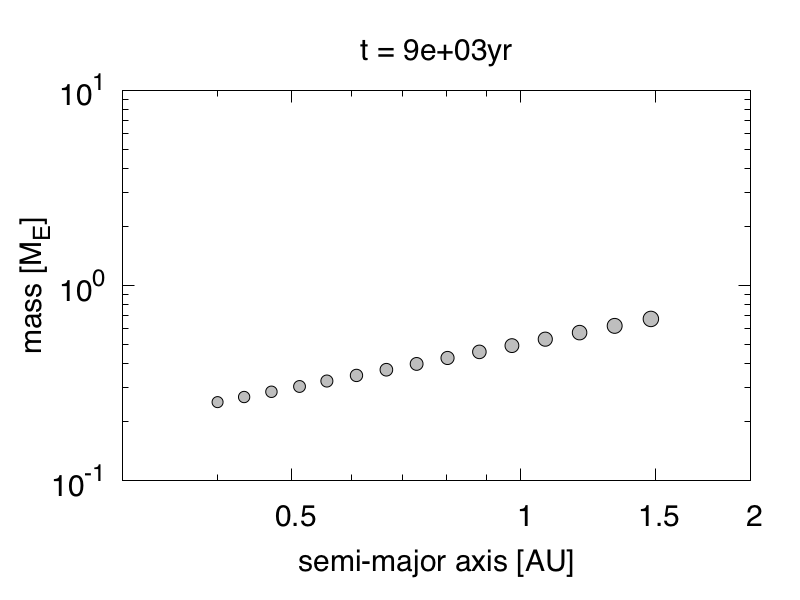 t = 9e+03yr
10^1
10^0
10^-1
mass [M_E]
0.5 1 1.5 2
semi-major axis [AU]